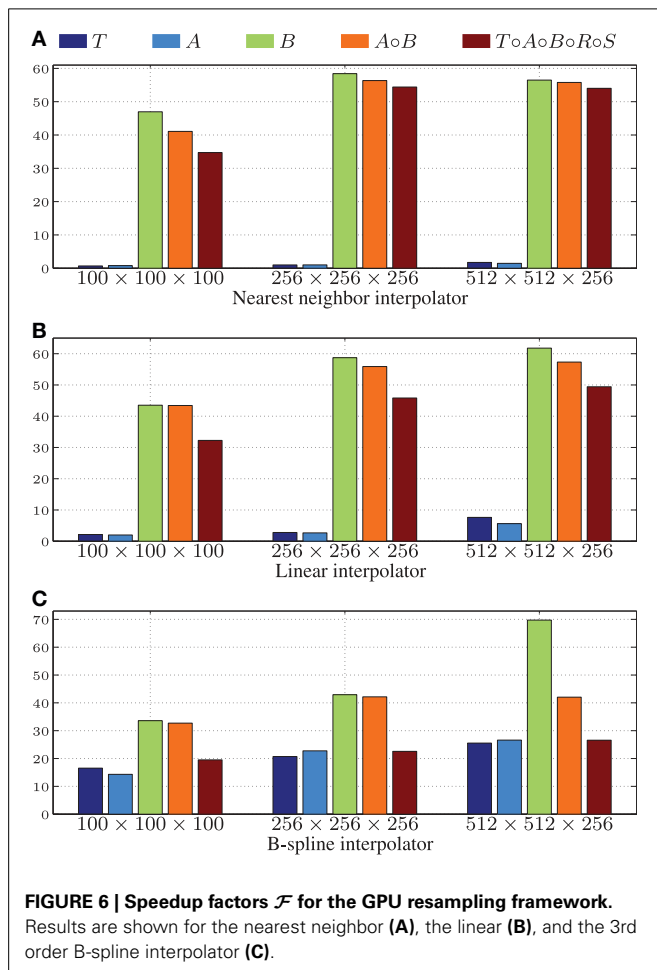 A
T A B A∘B T∘A∘B∘R∘S
60
50
40
30
20
10
0
100 × 100 × 100 256 × 256 × 256 512 × 512 × 256
Nearest neighbor interpolator
B
60
50
40
30
20
10
0
100 × 100 × 100 256 × 256 × 256 512 × 512 × 256
Linear interpolator
C
70
60
50
40
30
20
10
0
100 × 100 × 100 256 × 256 × 256 512 × 512 × 256
B-spline interpolator
FIGURE 6 | Speedup factors ℱ for the GPU resampling framework.
Results are shown for the nearest neighbor (A), the linear (B), and the 3rd
order B-spline interpolator (C).